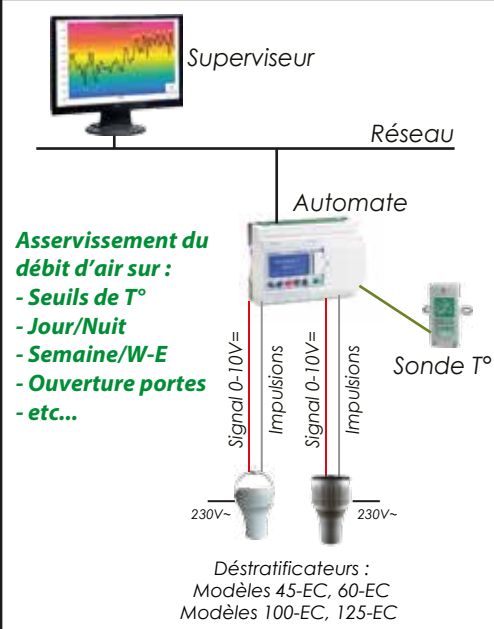 Superviseur
Réseau
Automate
Asservissement du
débit d'air sur :
- Seuils de T°
- Jour/Nuit
- Semaine/W-E
- Ouverture portes
- etc...
Sonde T°
Signal 0-10V=
Impulsions
Signal 0-10V=
Impulsions
230V~
230V~
Déstratificateurs :
Modèles 45-EC, 60-EC
Modèles 100-EC, 125-EC